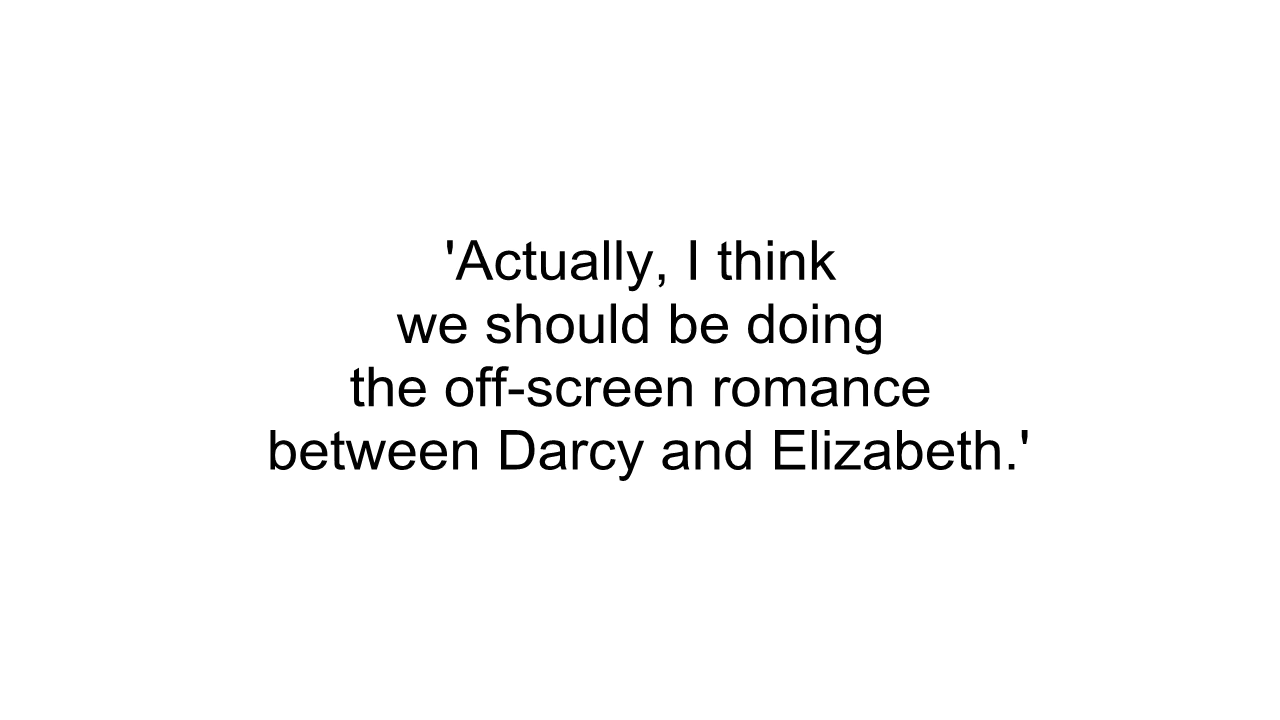 'Actually, I think
we should be doing
the off-screen romance
between Darcy and Elizabeth.'